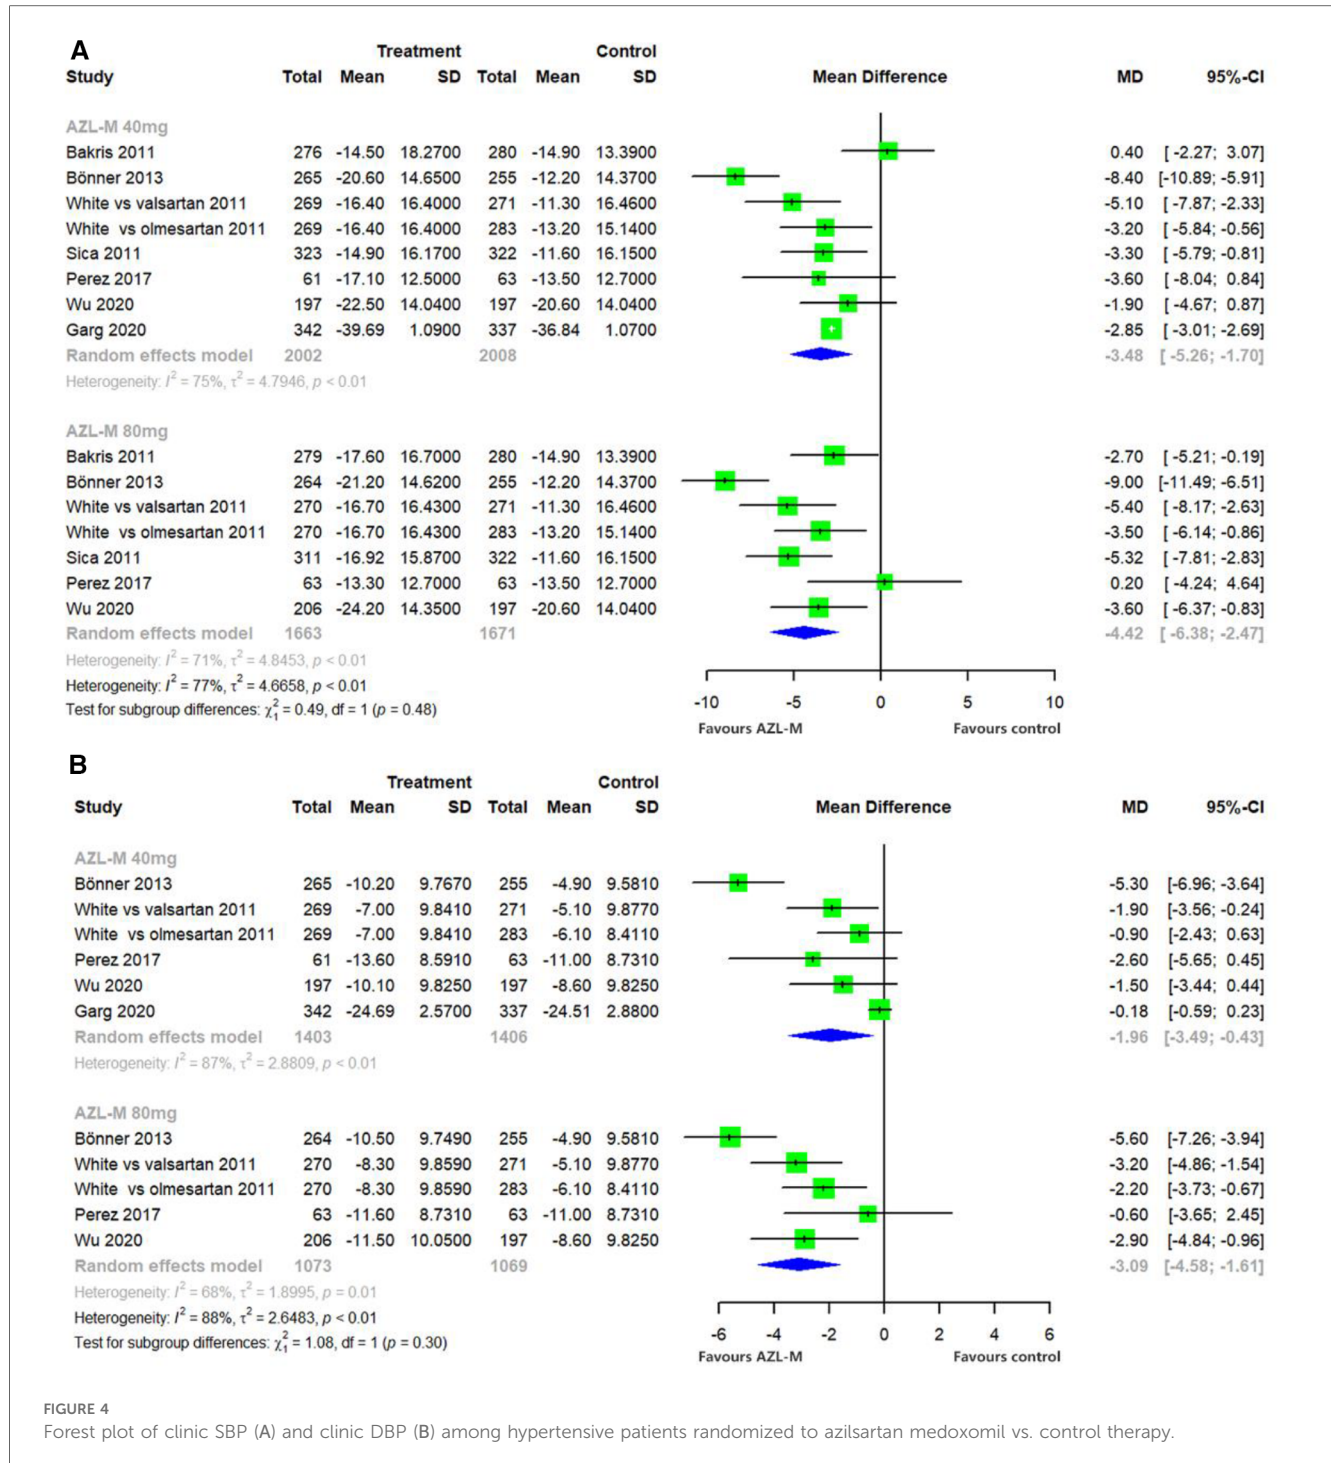 A
Treatment Control
Study Total Mean SD Total Mean SD Mean Difference MD 95%-CI
AZL-M 40mg
Bakris 2011 276 -14.50 18.2700 280 -14.90 13.3900 0.40 [ -2.27; 3.07]
Bönner 2013 265 -20.60 14.6500 255 -12.20 14.3700 -8.40 [-10.89; -5.91]
White vs valsartan 2011 269 -16.40 16.4000 271 -11.30 16.4600 -5.10 [ -7.87; -2.33]
White vs olmesartan 2011 269 -16.40 16.4000 283 -13.20 15.1400 -3.20 [ -5.84; -0.56]
Sica 2011 323 -14.90 16.1700 322 -11.60 16.1500 -3.30 [ -5.79; -0.81]
Perez 2017 61 -17.10 12.5000 63 -13.50 12.7000 -3.60 [ -8.04; 0.84]
Wu 2020 197 -22.50 14.0400 197 -20.60 14.0400 -1.90 [ -4.67; 0.87]
Garg 2020 342 -39.69 1.0900 337 -36.84 1.0700 -2.85 [ -3.01; -2.69]
Random effects model 2002 2008 -3.48 [ -5.26; -1.70]
Heterogeneity: I² = 75%, τ² = 4.7946, p < 0.01
AZL-M 80mg
Bakris 2011 279 -17.60 16.7000 280 -14.90 13.3900 -2.70 [ -5.21; -0.19]
Bönner 2013 264 -21.20 14.6200 255 -12.20 14.3700 -9.00 [-11.49; -6.51]
White vs valsartan 2011 270 -16.70 16.4300 271 -11.30 16.4600 -5.40 [ -8.17; -2.63]
White vs olmesartan 2011 270 -16.70 16.4300 283 -13.20 15.1400 -3.50 [ -6.14; -0.86]
Sica 2011 311 -16.92 15.8700 322 -11.60 16.1500 -5.32 [ -7.81; -2.83]
Perez 2017 63 -13.30 12.7000 63 -13.50 12.7000 0.20 [ -4.24; 4.64]
Wu 2020 206 -24.20 14.3500 197 -20.60 14.0400 -3.60 [ -6.37; -0.83]
Random effects model 1663 1671 -4.42 [ -6.38; -2.47]
Heterogeneity: I² = 71%, τ² = 4.8453, p < 0.01
Heterogeneity: I² = 77%, τ² = 4.6658, p < 0.01
Test for subgroup differences: χ²₁ = 0.49, df = 1 (p = 0.48)
-10 -5 0 5 10
Favours AZL-M Favours control
B
Treatment Control
Study Total Mean SD Total Mean SD Mean Difference MD 95%-CI
AZL-M 40mg
Bönner 2013 265 -10.20 9.7670 255 -4.90 9.5810 -5.30 [-6.96; -3.64]
White vs valsartan 2011 269 -7.00 9.8410 271 -5.10 9.8770 -1.90 [-3.56; -0.24]
White vs olmesartan 2011 269 -7.00 9.8410 283 -6.10 8.4110 -0.90 [-2.43; 0.63]
Perez 2017 61 -13.60 8.5910 63 -11.00 8.7310 -2.60 [-5.65; 0.45]
Wu 2020 197 -10.10 9.8250 197 -8.60 9.8250 -1.50 [-3.44; 0.44]
Garg 2020 342 -24.69 2.5700 337 -24.51 2.8800 -0.18 [-0.59; 0.23]
Random effects model 1403 1406 -1.96 [-3.49; -0.43]
Heterogeneity: I² = 87%, τ² = 2.8809, p < 0.01
AZL-M 80mg
Bönner 2013 264 -10.50 9.7490 255 -4.90 9.5810 -5.60 [-7.26; -3.94]
White vs valsartan 2011 270 -8.30 9.8590 271 -5.10 9.8770 -3.20 [-4.86; -1.54]
White vs olmesartan 2011 270 -8.30 9.8590 283 -6.10 8.4110 -2.20 [-3.73; -0.67]
Perez 2017 63 -11.60 8.7310 63 -11.00 8.7310 -0.60 [-3.65; 2.45]
Wu 2020 206 -11.50 10.0500 197 -8.60 9.8250 -2.90 [-4.84; -0.96]
Random effects model 1073 1069 -3.09 [-4.58; -1.61]
Heterogeneity: I² = 68%, τ² = 1.8995, p = 0.01
Heterogeneity: I² = 88%, τ² = 2.6483, p < 0.01
Test for subgroup differences: χ²₁ = 1.08, df = 1 (p = 0.30)
-6 -4 -2 0 2 4 6
Favours AZL-M Favours control
FIGURE 4
Forest plot of clinic SBP (A) and clinic DBP (B) among hypertensive patients randomized to azilsartan medoxomil vs. control therapy.